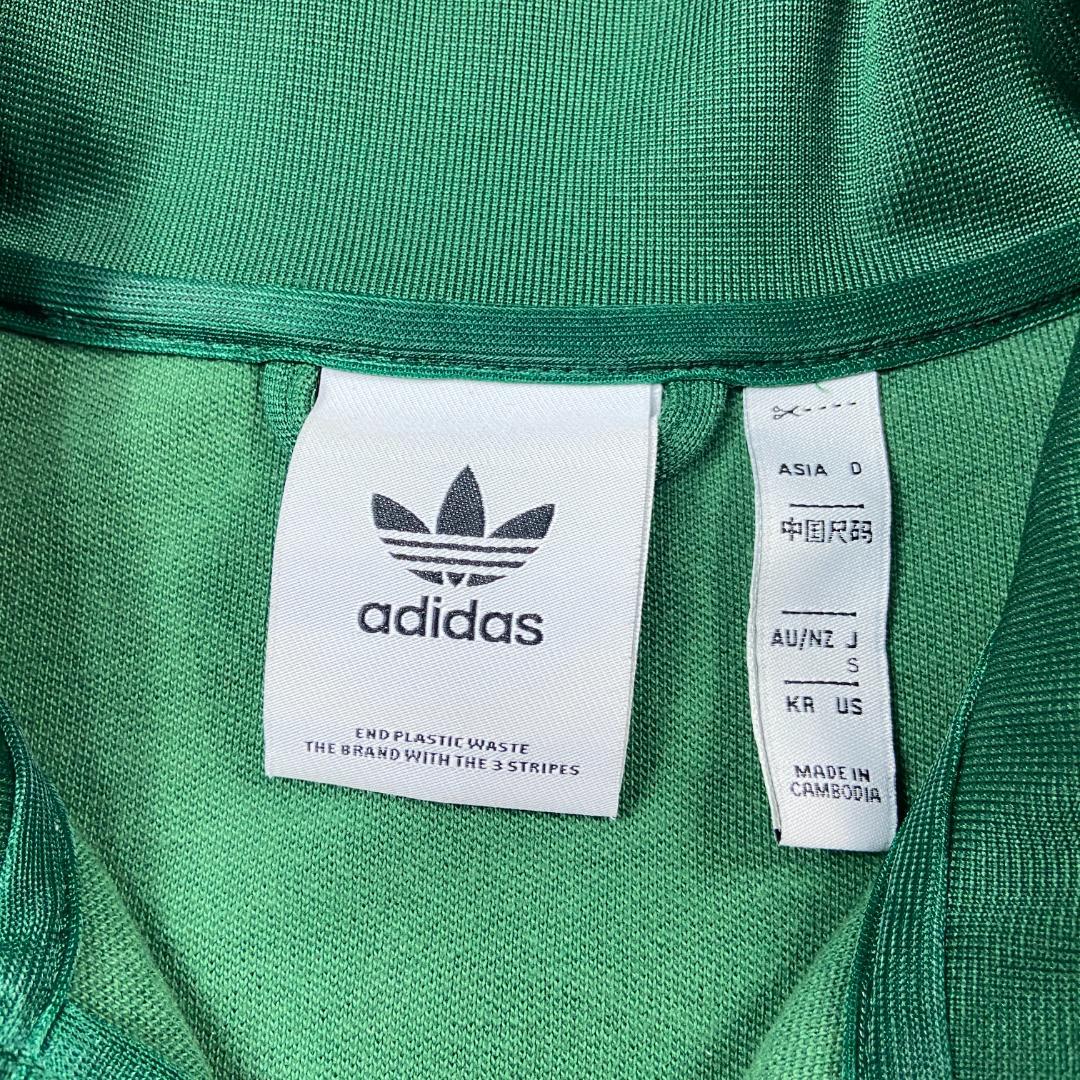 adidas
END PLASTIC WASTE
THE BRAND WITH THE 3 STRIPES
ASIA D
中国尺码
AU/NZ J
S
KR US
MADE IN
CAMBODIA